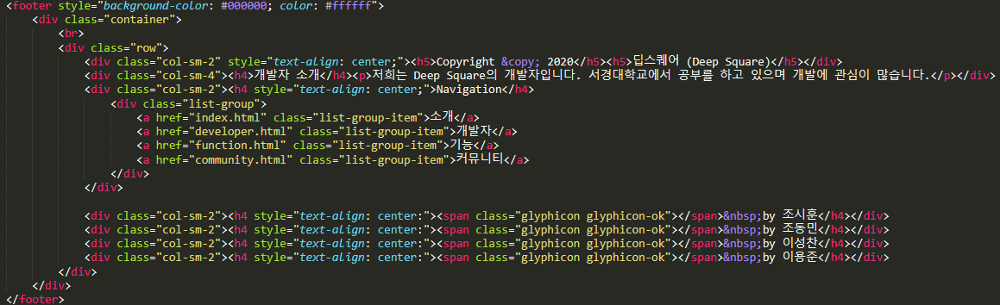 <footer style="background-color: #000000; color: #ffffff">
<div class="container">
<br>
<div class="row">
<div class="col-sm-2" style="text-align: center;"><h5>Copyright &copy; 2020</h5><h5>딥스퀘어 (Deep Square)</h5></div>
<div class="col-sm-4"><h4>개발자 소개</h4><p>저희는 Deep Square의 개발자입니다. 서경대학교에서 공부를 하고 있으며 개발에 관심이 많습니다.</p></div>
<div class="col-sm-2"><h4 style="text-align: center;">Navigation</h4>
<div class="list-group">
<a href="index.html" class="list-group-item">소개</a>
<a href="developer.html" class="list-group-item">개발자</a>
<a href="function.html" class="list-group-item">기능</a>
<a href="community.html" class="list-group-item">커뮤니티</a>
</div>
</div>
<div class="col-sm-2"><h4 style="text-align: center:"><span class="glyphicon glyphicon-ok"></span>&nbsp;by 조시훈</h4></div>
<div class="col-sm-2"><h4 style="text-align: center:"><span class="glyphicon glyphicon-ok"></span>&nbsp;by 조동민</h4></div>
<div class="col-sm-2"><h4 style="text-align: center:"><span class="glyphicon glyphicon-ok"></span>&nbsp;by 이성찬</h4></div>
<div class="col-sm-2"><h4 style="text-align: center:"><span class="glyphicon glyphicon-ok"></span>&nbsp;by 이용준</h4></div>
</div>
</div>
</footer>